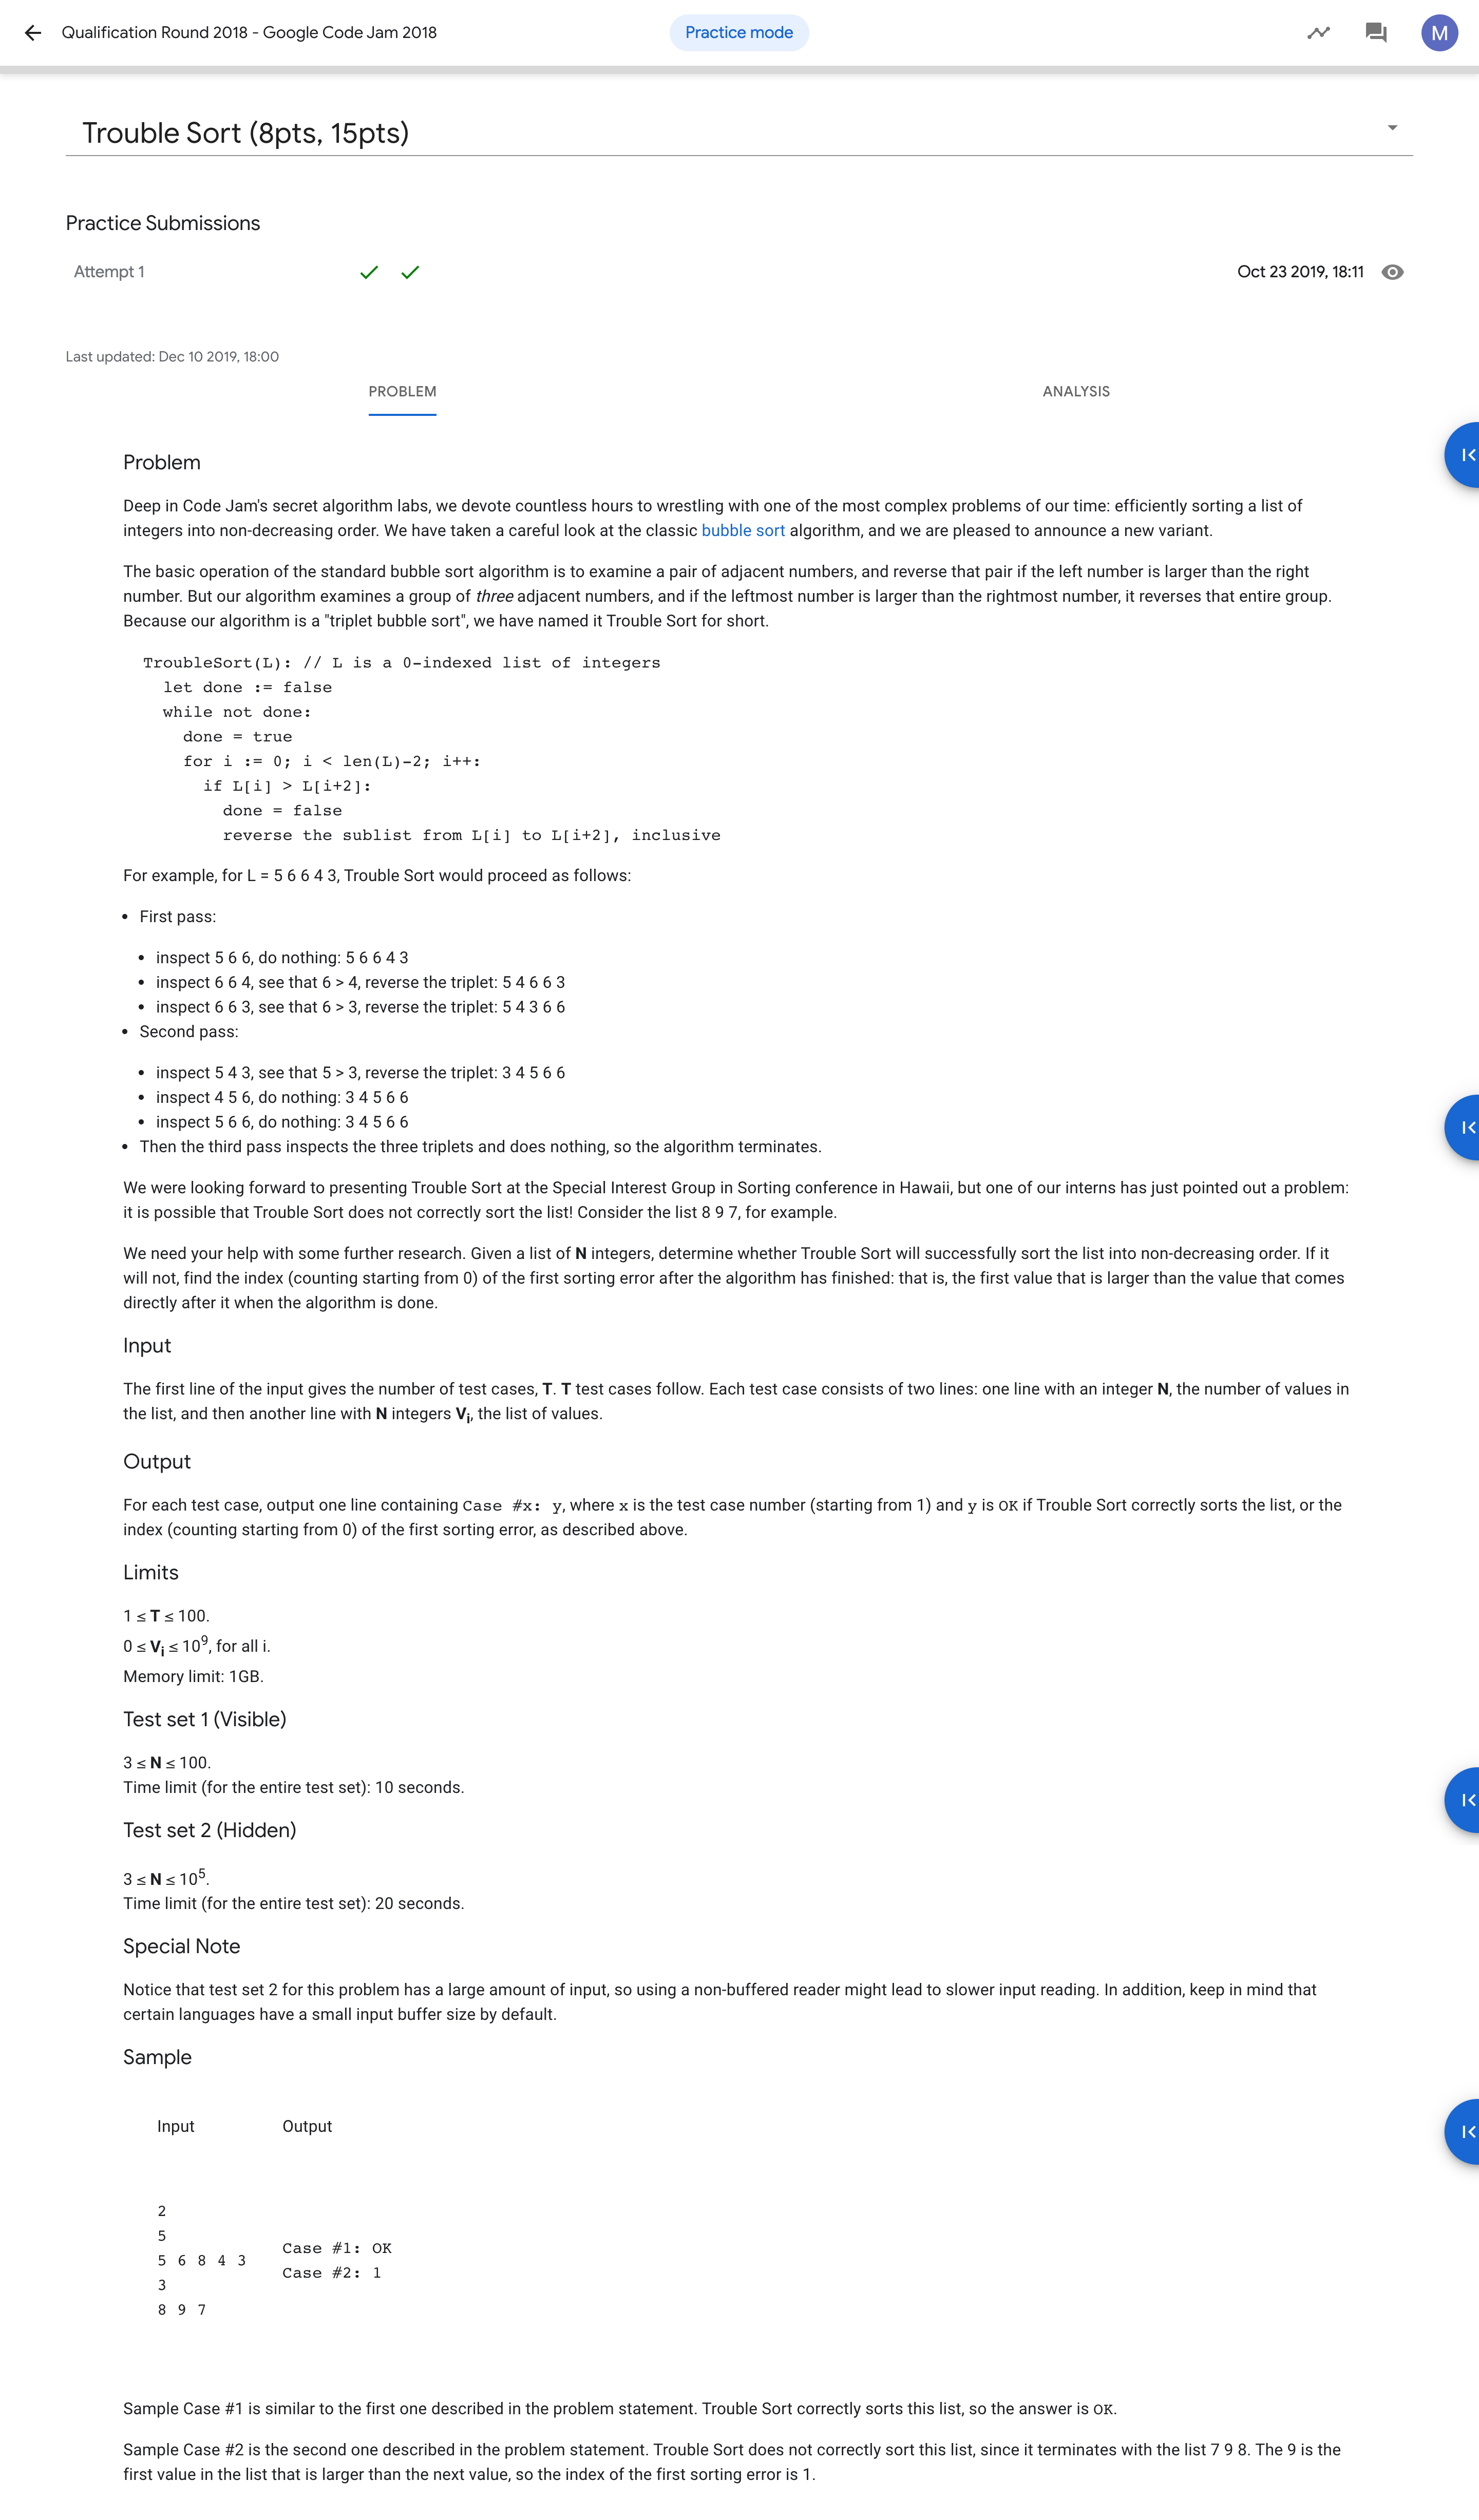 Qualification Round 2018 - Google Code Jam 2018
Practice mode
M
Trouble Sort (8pts, 15pts)
Practice Submissions
Attempt 1
Oct 23 2019, 18:11
Last updated: Dec 10 2019, 18:00
PROBLEM
ANALYSIS
Problem
Deep in Code Jam's secret algorithm labs, we devote countless hours to wrestling with one of the most complex problems of our time: efficiently sorting a list of
integers into non-decreasing order. We have taken a careful look at the classic bubble sort algorithm, and we are pleased to announce a new variant.
The basic operation of the standard bubble sort algorithm is to examine a pair of adjacent numbers, and reverse that pair if the left number is larger than the right
number. But our algorithm examines a group of three adjacent numbers, and if the leftmost number is larger than the rightmost number, it reverses that entire group.
Because our algorithm is a "triplet bubble sort", we have named it Trouble Sort for short.
TroubleSort(L): // L is a 0-indexed list of integers
let done := false
while not done:
done = true
for i := 0; i < len(L)-2; i++:
if L[i] > L[i+2]:
done = false
reverse the sublist from L[i] to L[i+2], inclusive
For example, for L = 5 6 6 4 3, Trouble Sort would proceed as follows:
• First pass:
• inspect 5 6 6, do nothing: 5 6 6 4 3
• inspect 6 6 4, see that 6 > 4, reverse the triplet: 5 4 6 6 3
• inspect 6 6 3, see that 6 > 3, reverse the triplet: 5 4 3 6 6
• Second pass:
• inspect 5 4 3, see that 5 > 3, reverse the triplet: 3 4 5 6 6
• inspect 4 5 6, do nothing: 3 4 5 6 6
• inspect 5 6 6, do nothing: 3 4 5 6 6
• Then the third pass inspects the three triplets and does nothing, so the algorithm terminates.
We were looking forward to presenting Trouble Sort at the Special Interest Group in Sorting conference in Hawaii, but one of our interns has just pointed out a problem:
it is possible that Trouble Sort does not correctly sort the list! Consider the list 8 9 7, for example.
We need your help with some further research. Given a list of N integers, determine whether Trouble Sort will successfully sort the list into non-decreasing order. If it
will not, find the index (counting starting from 0) of the first sorting error after the algorithm has finished: that is, the first value that is larger than the value that comes
directly after it when the algorithm is done.
Input
The first line of the input gives the number of test cases, T. T test cases follow. Each test case consists of two lines: one line with an integer N, the number of values in
the list, and then another line with N integers Vi, the list of values.
Output
For each test case, output one line containing Case #x: y, where x is the test case number (starting from 1) and y is OK if Trouble Sort correctly sorts the list, or the
index (counting starting from 0) of the first sorting error, as described above.
Limits
1 ≤ T ≤ 100.
0 ≤ Vi ≤ 10⁹, for all i.
Memory limit: 1GB.
Test set 1 (Visible)
3 ≤ N ≤ 100.
Time limit (for the entire test set): 10 seconds.
Test set 2 (Hidden)
3 ≤ N ≤ 10⁵.
Time limit (for the entire test set): 20 seconds.
Special Note
Notice that test set 2 for this problem has a large amount of input, so using a non-buffered reader might lead to slower input reading. In addition, keep in mind that
certain languages have a small input buffer size by default.
Sample
Input
Output
2
5
5 6 8 4 3
3
8 9 7
Case #1: OK
Case #2: 1
Sample Case #1 is similar to the first one described in the problem statement. Trouble Sort correctly sorts this list, so the answer is OK.
Sample Case #2 is the second one described in the problem statement. Trouble Sort does not correctly sort this list, since it terminates with the list 7 9 8. The 9 is the
first value in the list that is larger than the next value, so the index of the first sorting error is 1.